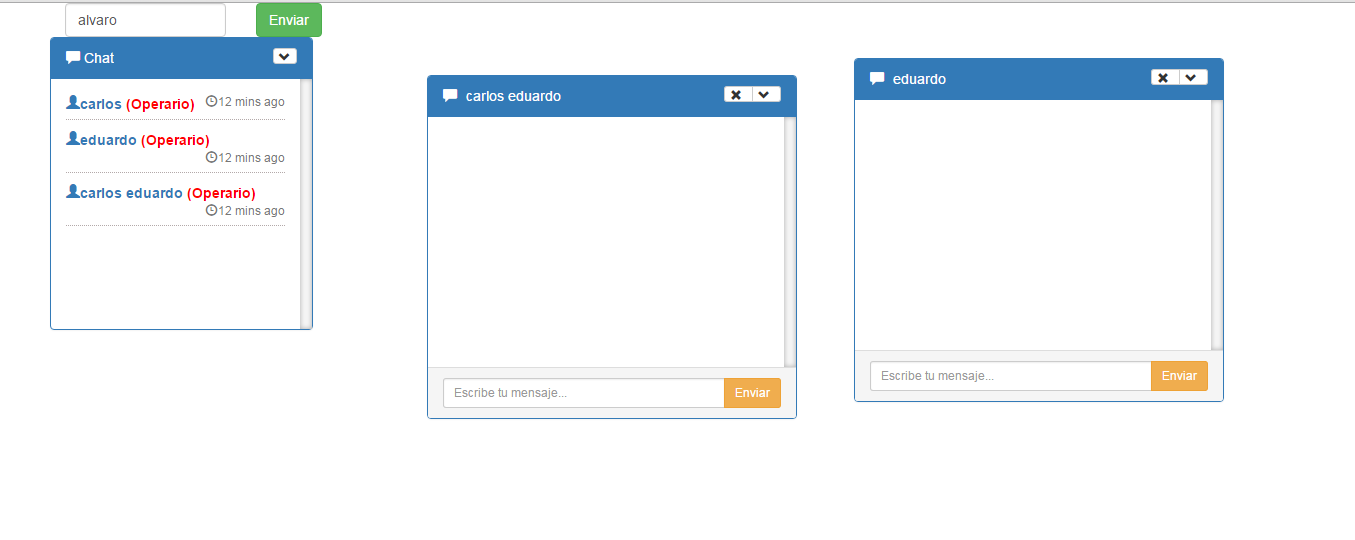 alvaro
Enviar
Chat
carlos (Operario) 12 mins ago
eduardo (Operario)
12 mins ago
carlos eduardo (Operario)
12 mins ago
carlos eduardo
Escribe tu mensaje...
Enviar
eduardo
Escribe tu mensaje...
Enviar